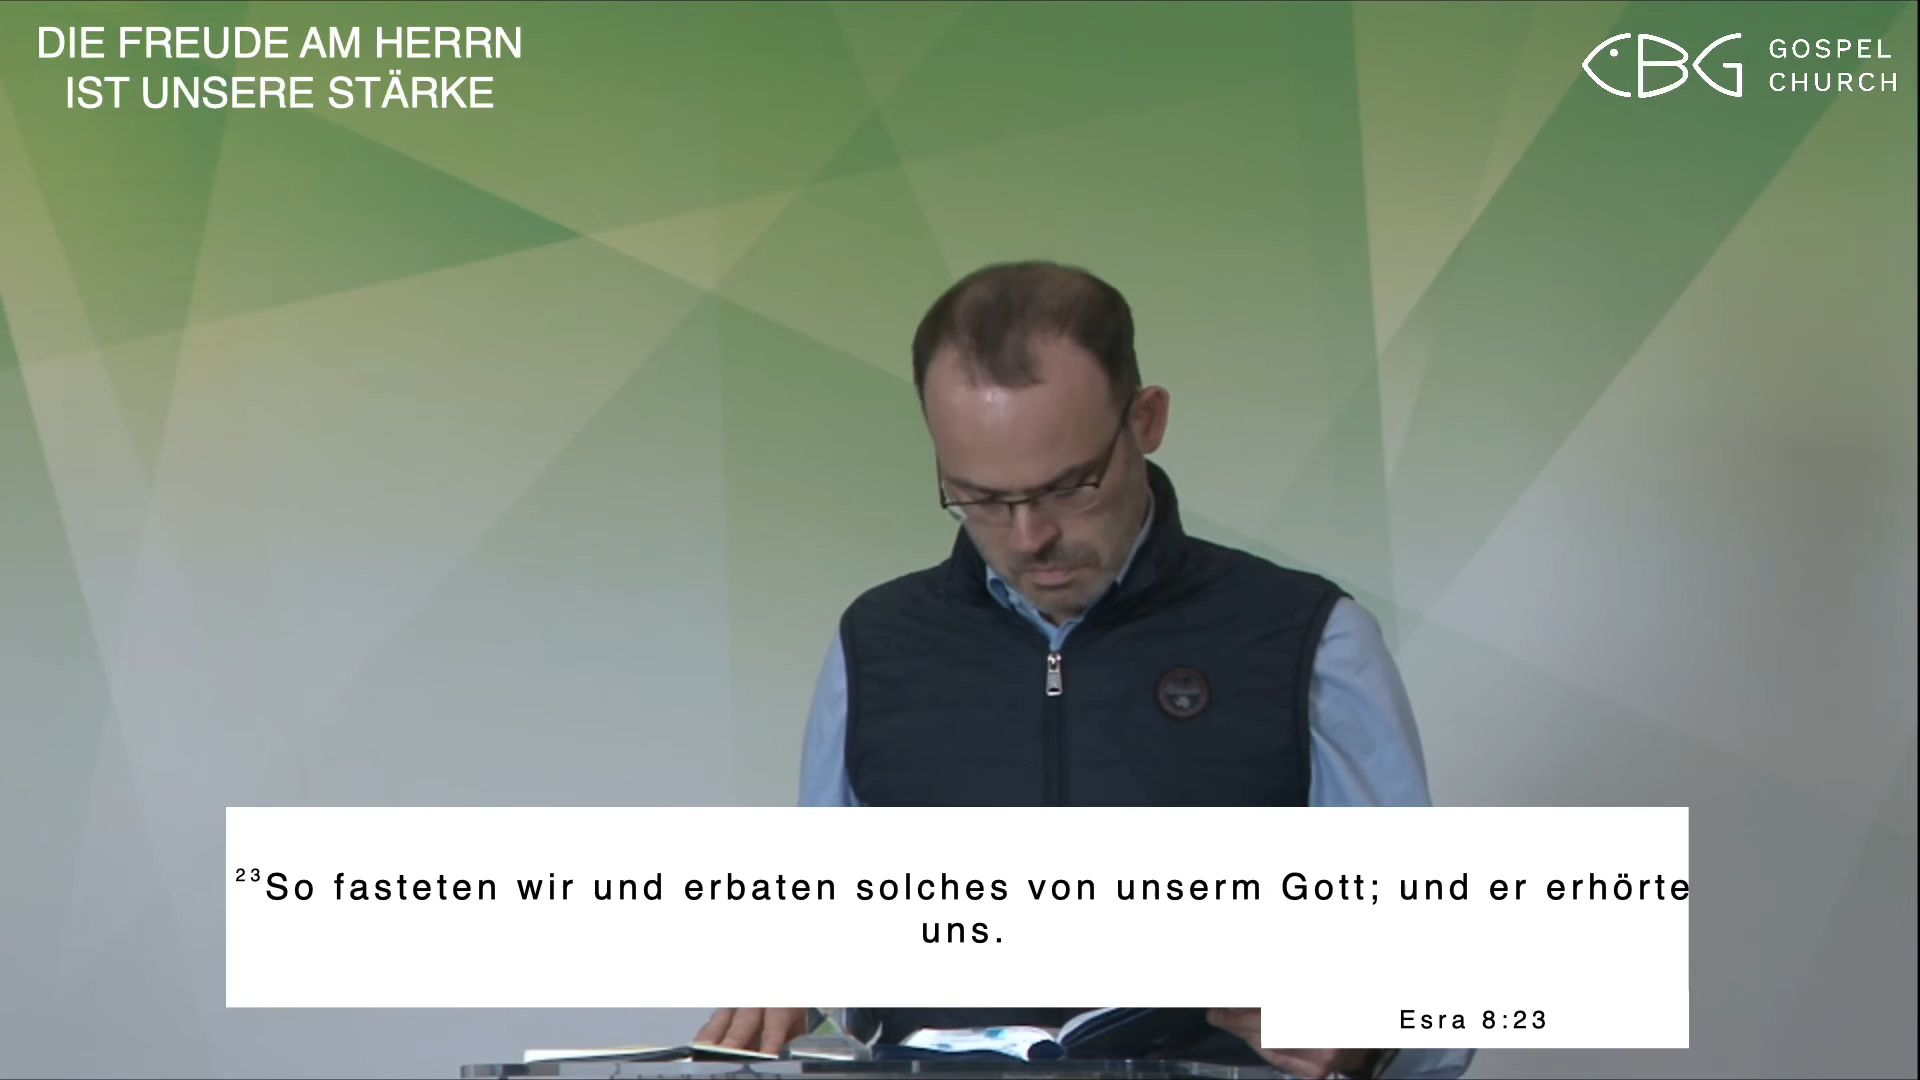 DIE FREUDE AM HERRN
IST UNSERE STÄRKE
CBG
GOSPEL
CHURCH
23So fasteten wir und erbaten solches von unserm Gott; und er erhörte
uns.
Esra 8:23